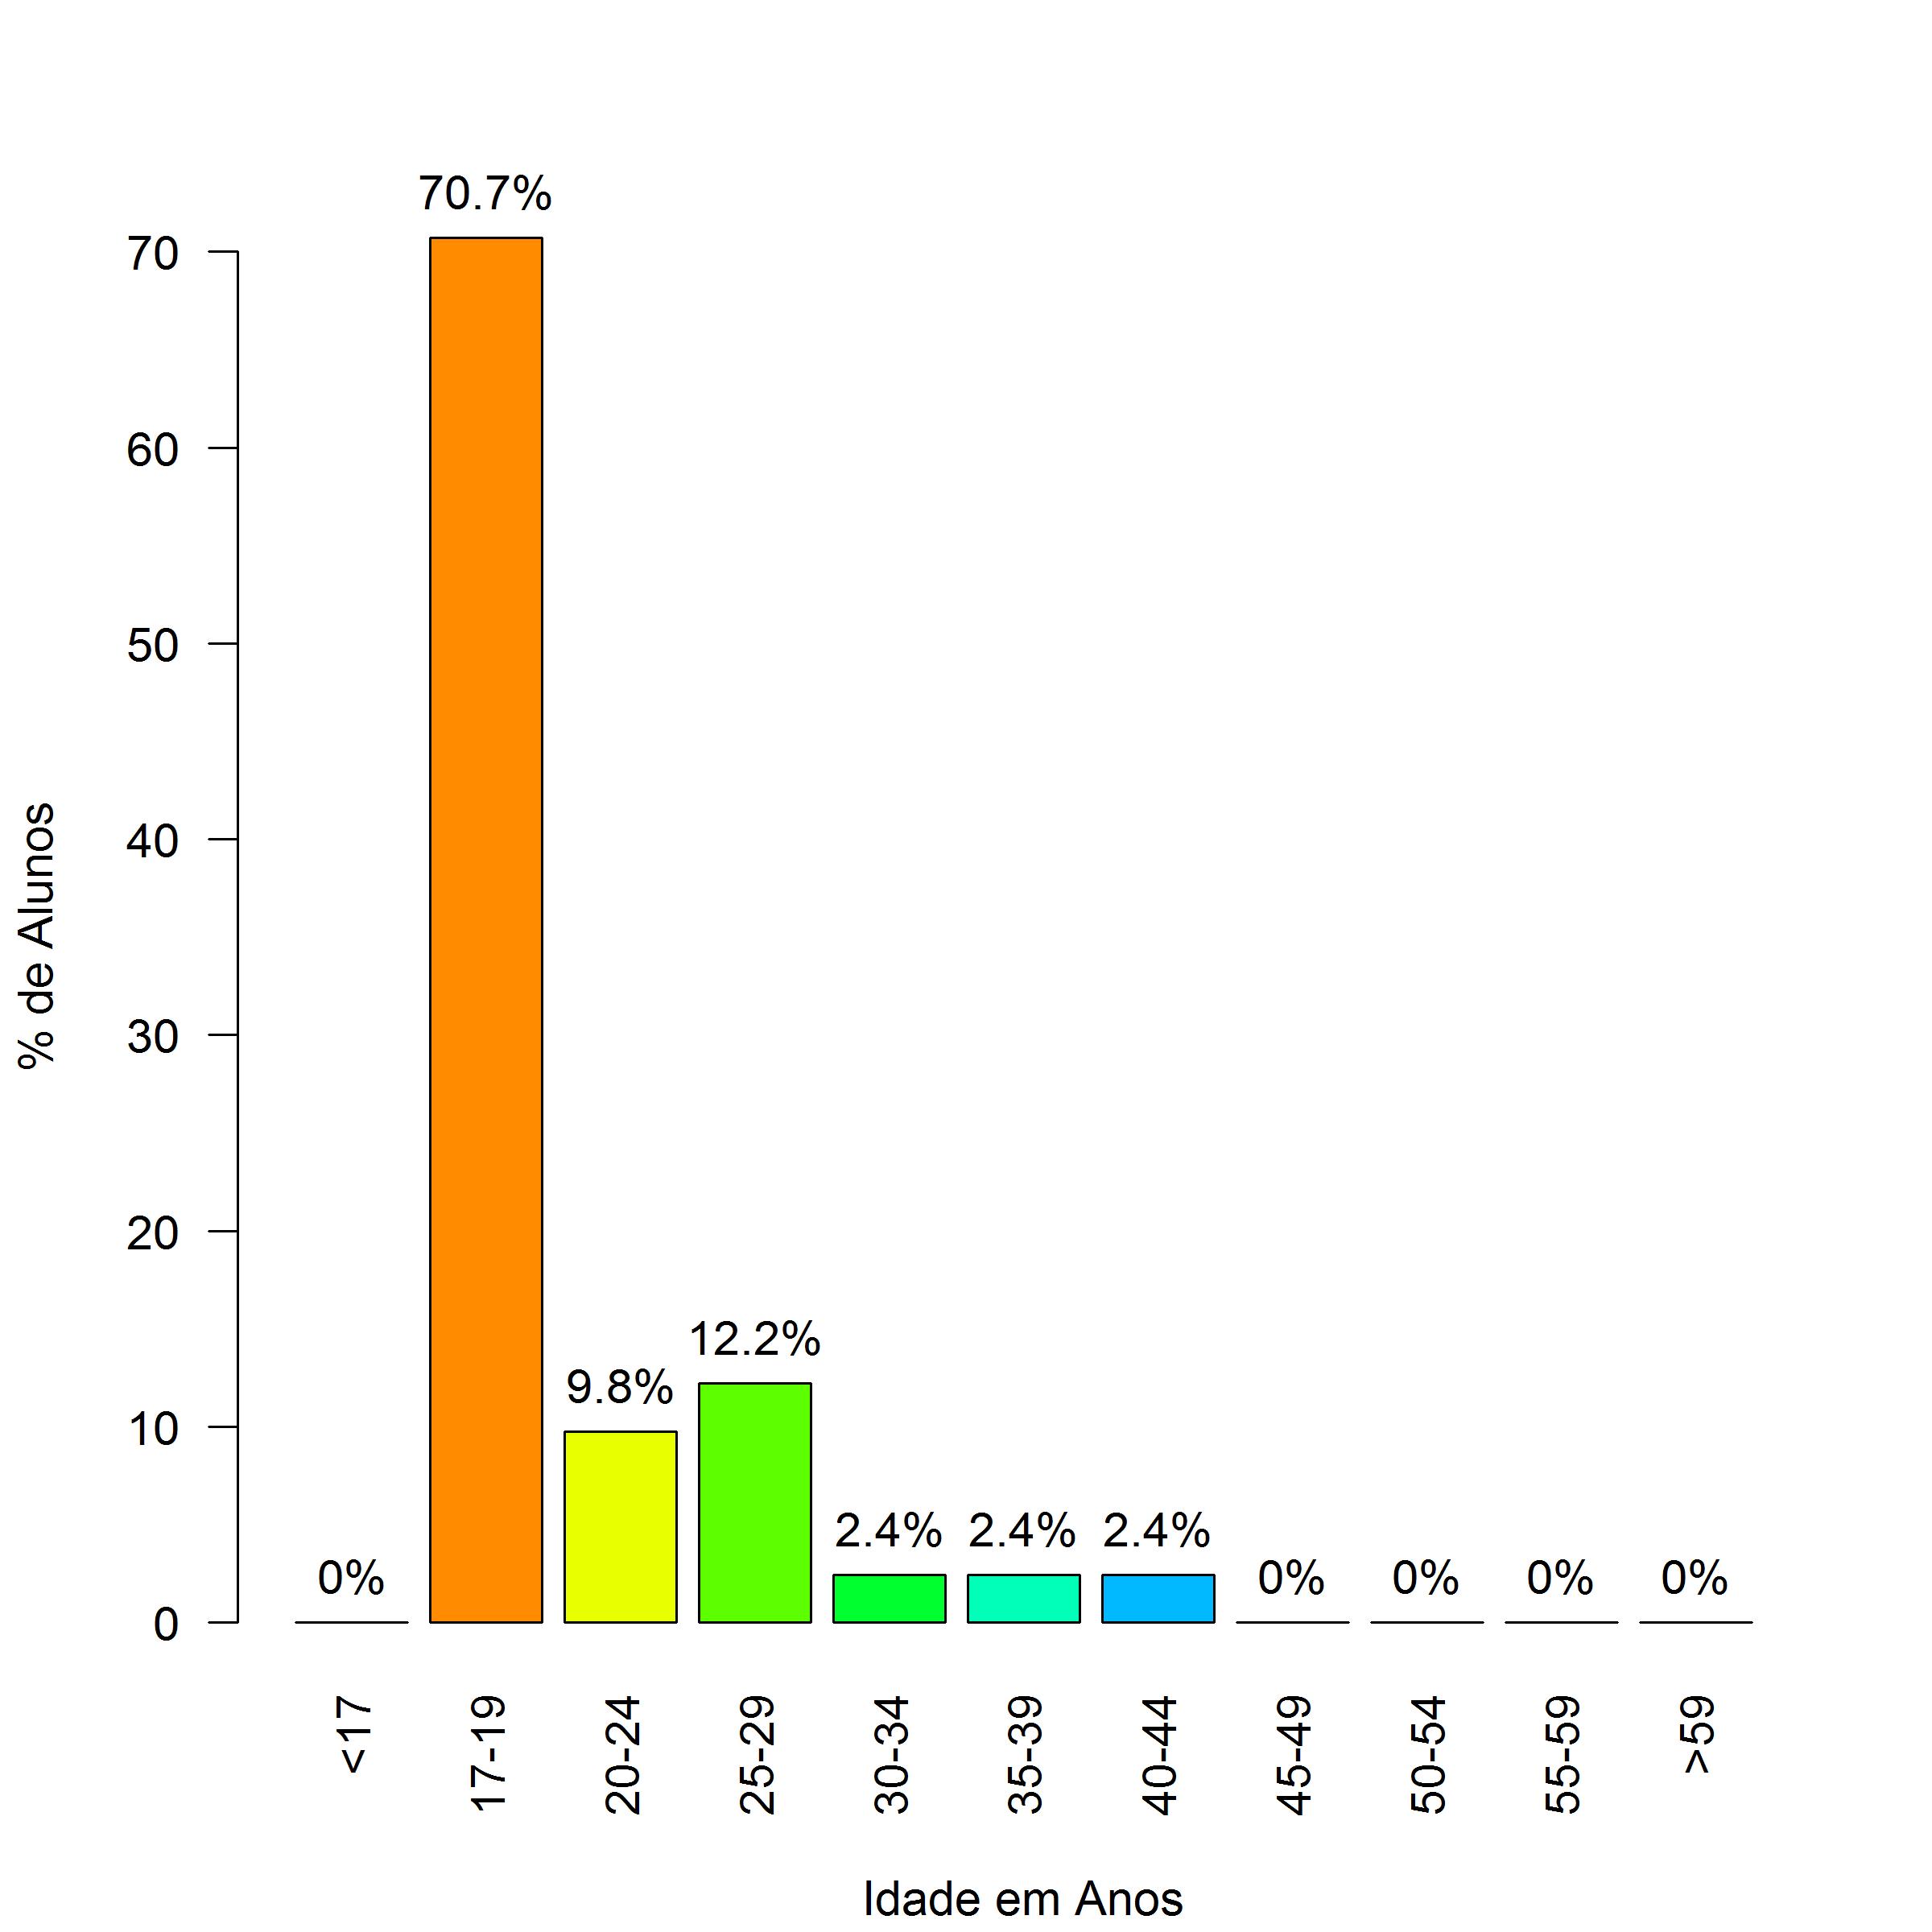 70.7%
70
60
50
40
30
20
10
0
% de Alunos
12.2%
9.8%
2.4% 2.4% 2.4%
0% 0% 0% 0% 0%
<17 17-19 20-24 25-29 30-34 35-39 40-44 45-49 50-54 55-59 >59
Idade em Anos